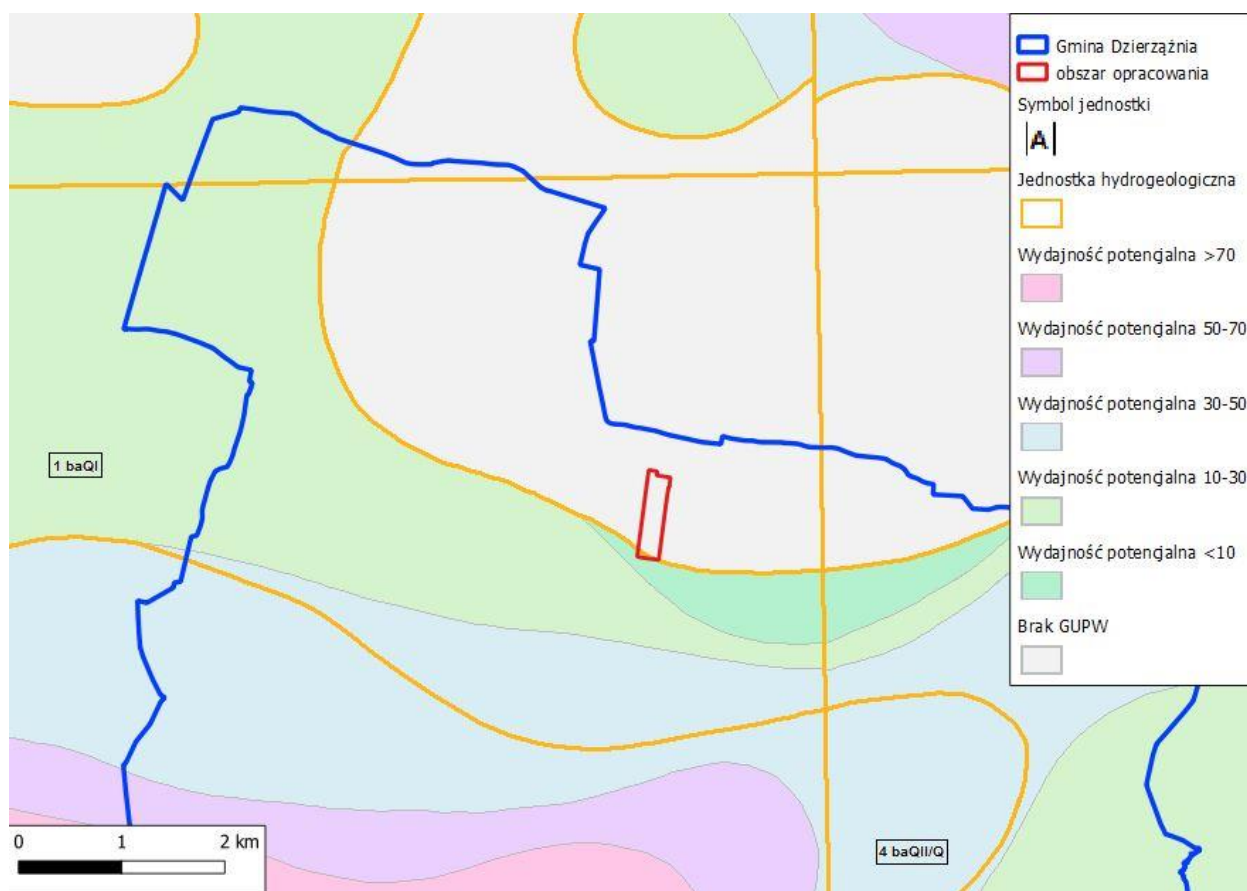 Gmina Dzierzążnia
obszar opracowania
Symbol jednostki
A
Jednostka hydrogeologiczna
Wydajność potencjalna >70
Wydajność potencjalna 50-70
Wydajność potencjalna 30-50
Wydajność potencjalna 10-30
Wydajność potencjalna <10
Brak GUPW
1 baQI
4 baQII/Q
0 1 2 km